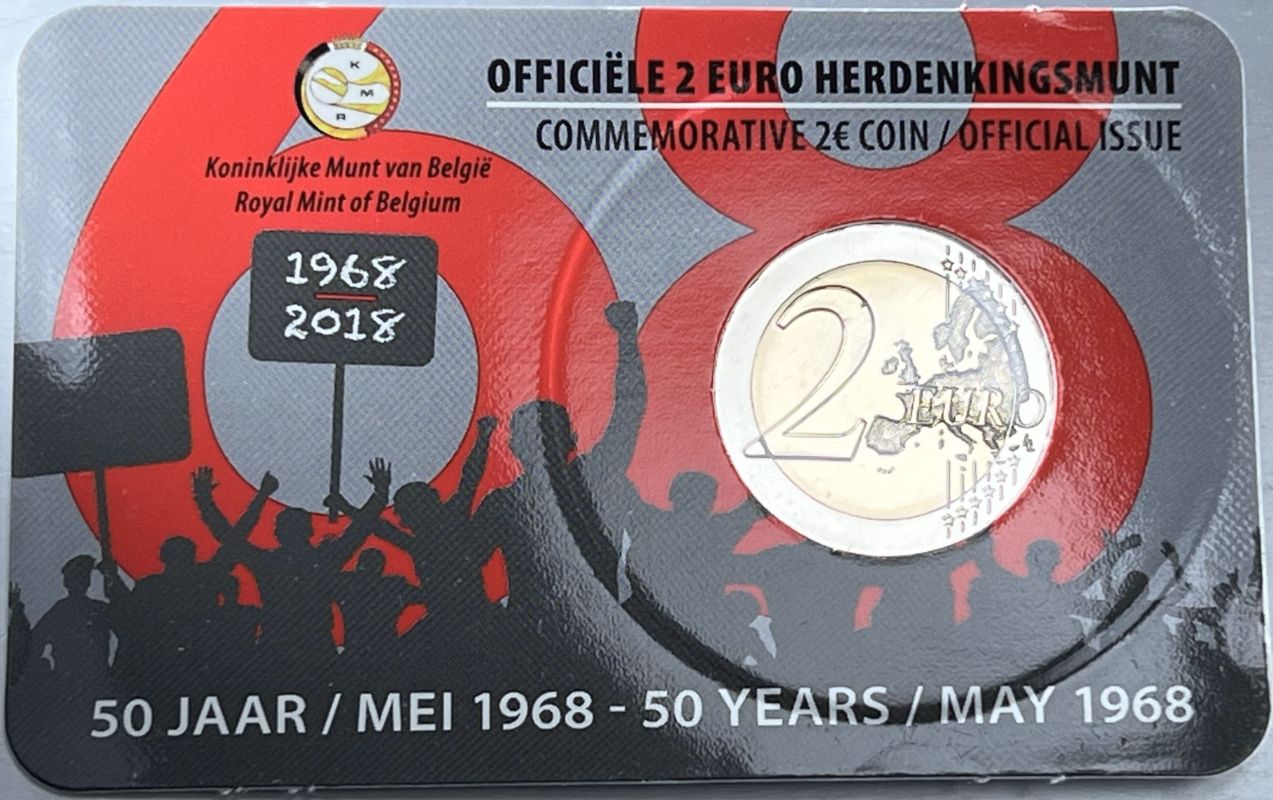 68
K
M
B
OFFICIËLE 2 EURO HERDENKINGSMUNT
COMMEMORATIVE 2€ COIN / OFFICIAL ISSUE
Koninklijke Munt van België
Royal Mint of Belgium
1968
2018
2 EURO
50 JAAR / MEI 1968 - 50 YEARS / MAY 1968